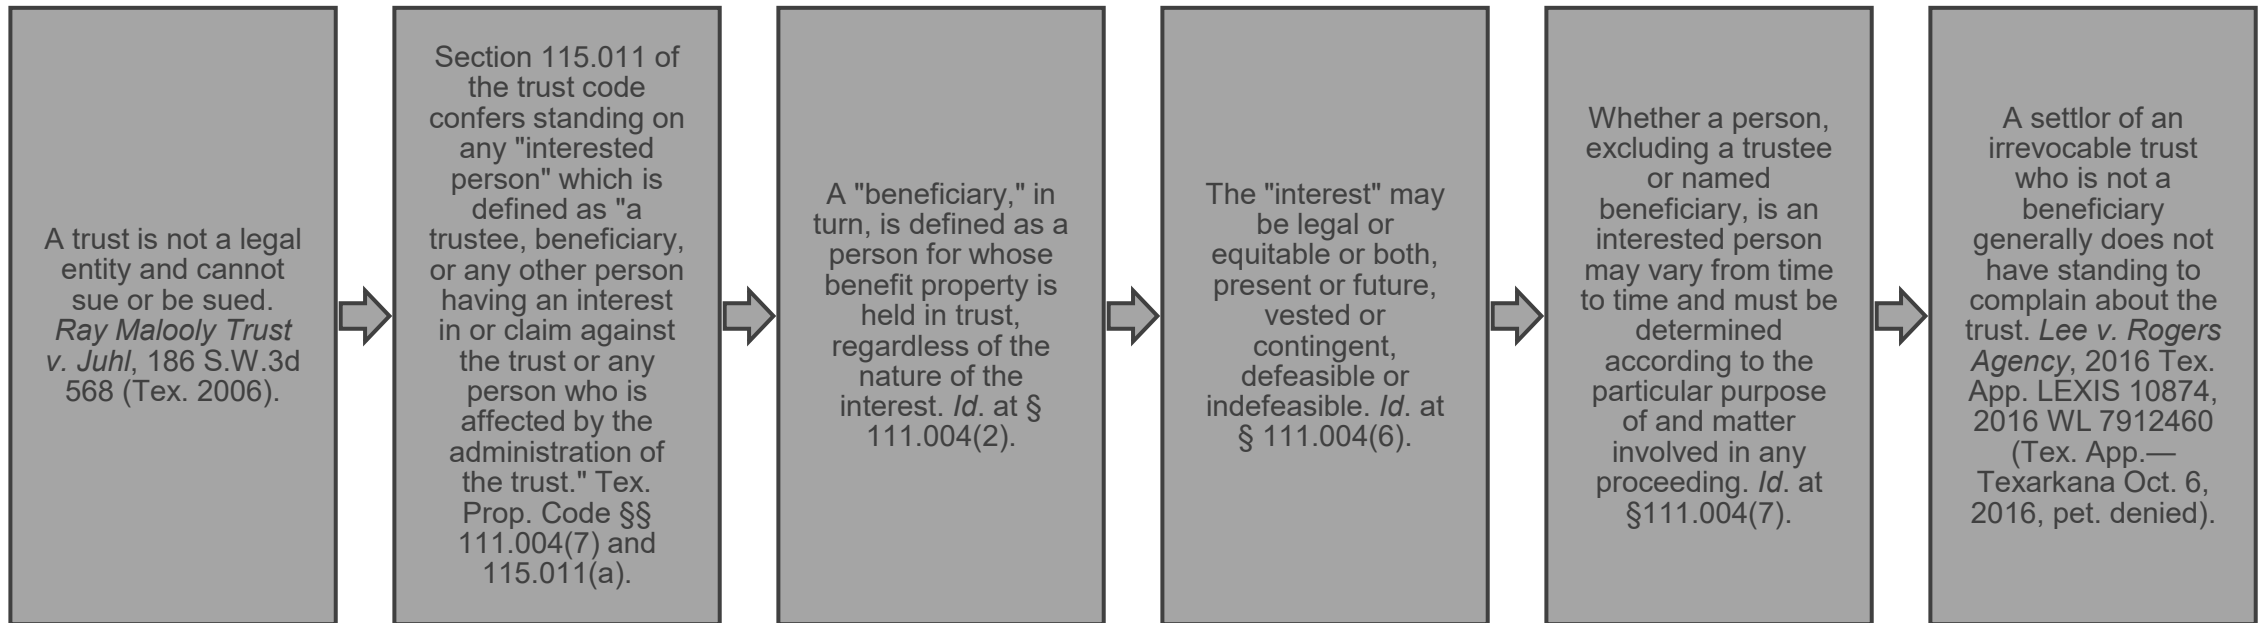 A trust is not a legal
entity and cannot
sue or be sued.
Ray Malooly Trust
v. Juhl, 186 S.W.3d
568 (Tex. 2006).
Section 115.011 of
the trust code
confers standing on
any "interested
person" which is
defined as "a
trustee, beneficiary,
or any other person
having an interest
in or claim against
the trust or any
person who is
affected by the
administration of
the trust." Tex.
Prop. Code §§
111.004(7) and
115.011(a).
A "beneficiary," in
turn, is defined as a
person for whose
benefit property is
held in trust,
regardless of the
nature of the
interest. Id. at §
111.004(2).
The "interest" may
be legal or
equitable or both,
present or future,
vested or
contingent,
defeasible or
indefeasible. Id. at
§ 111.004(6).
Whether a person,
excluding a trustee
or named
beneficiary, is an
interested person
may vary from time
to time and must be
determined
according to the
particular purpose
of and matter
involved in any
proceeding. Id. at
§111.004(7).
A settlor of an
irrevocable trust
who is not a
beneficiary
generally does not
have standing to
complain about the
trust. Lee v. Rogers
Agency, 2016 Tex.
App. LEXIS 10874,
2016 WL 7912460
(Tex. App.—
Texarkana Oct. 6,
2016, pet. denied).